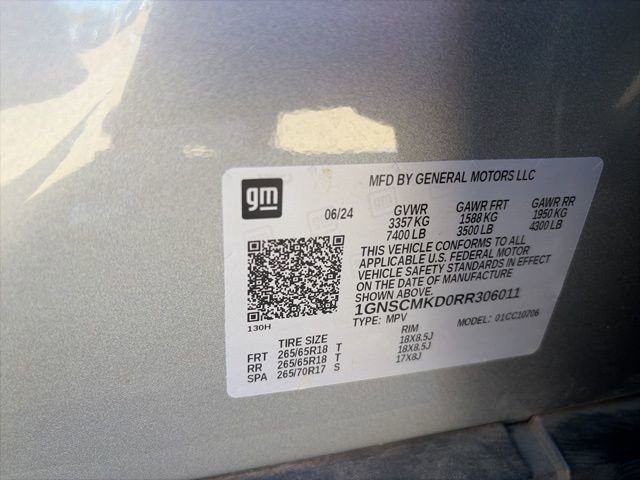 gm
MFD BY GENERAL MOTORS LLC
06/24
GVWR GAWR FRT GAWR RR
3357 KG 1588 KG 1950 KG
7400 LB 3500 LB 4300 LB
THIS VEHICLE CONFORMS TO ALL
APPLICABLE U.S. FEDERAL MOTOR
VEHICLE SAFETY STANDARDS IN EFFECT
ON THE DATE OF MANUFACTURE
SHOWN ABOVE.
1GNSCMKD0RR306011
TYPE: MPV MODEL: 01CC10706
130H
TIRE SIZE RIM
FRT 265/65R18 T 18X8.5J
RR 265/65R18 T 18X8.5J
SPA 265/70R17 S 17X8J